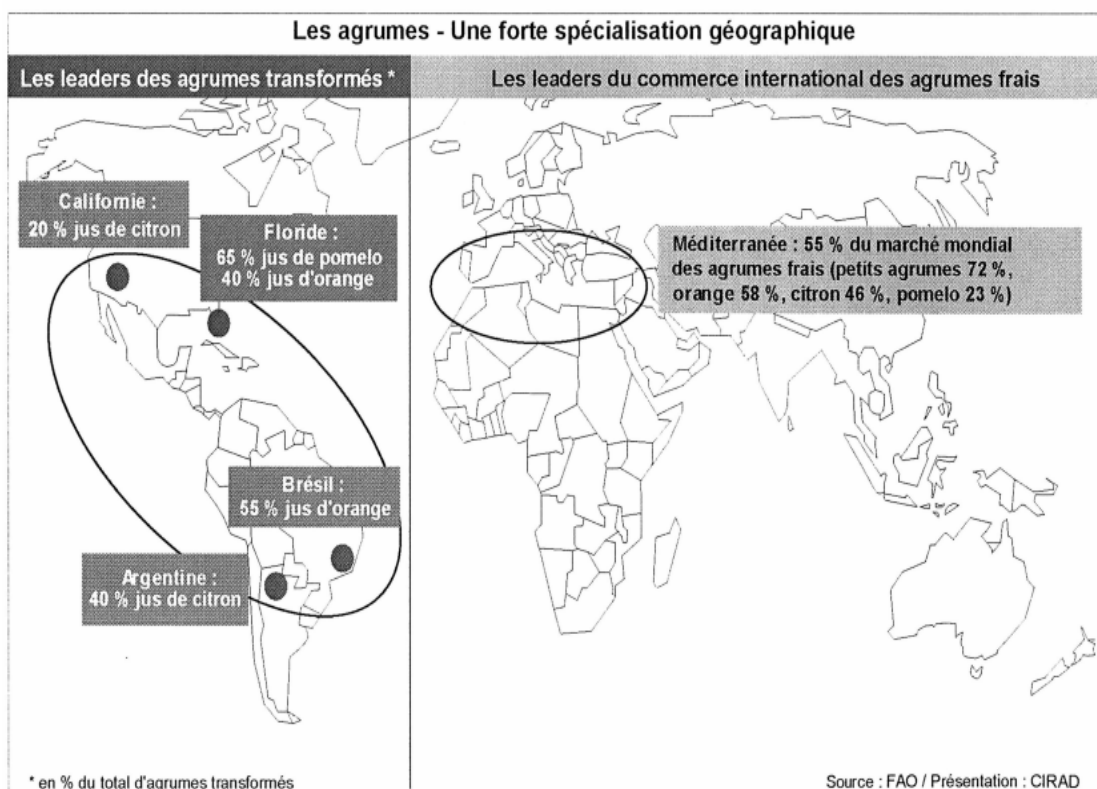 Les agrumes - Une forte spécialisation géographique
Les leaders des agrumes transformés *
Les leaders du commerce international des agrumes frais
Californie :
20 % jus de citron
Floride :
65 % jus de pomelo
40 % jus d'orange
Méditerranée : 55 % du marché mondial
des agrumes frais (petits agrumes 72 %,
orange 58 %, citron 46 %, pomelo 23 %)
Brésil :
55 % jus d'orange
Argentine :
40 % jus de citron
* en % du total d'agrumes transformés
Source : FAO / Présentation : CIRAD